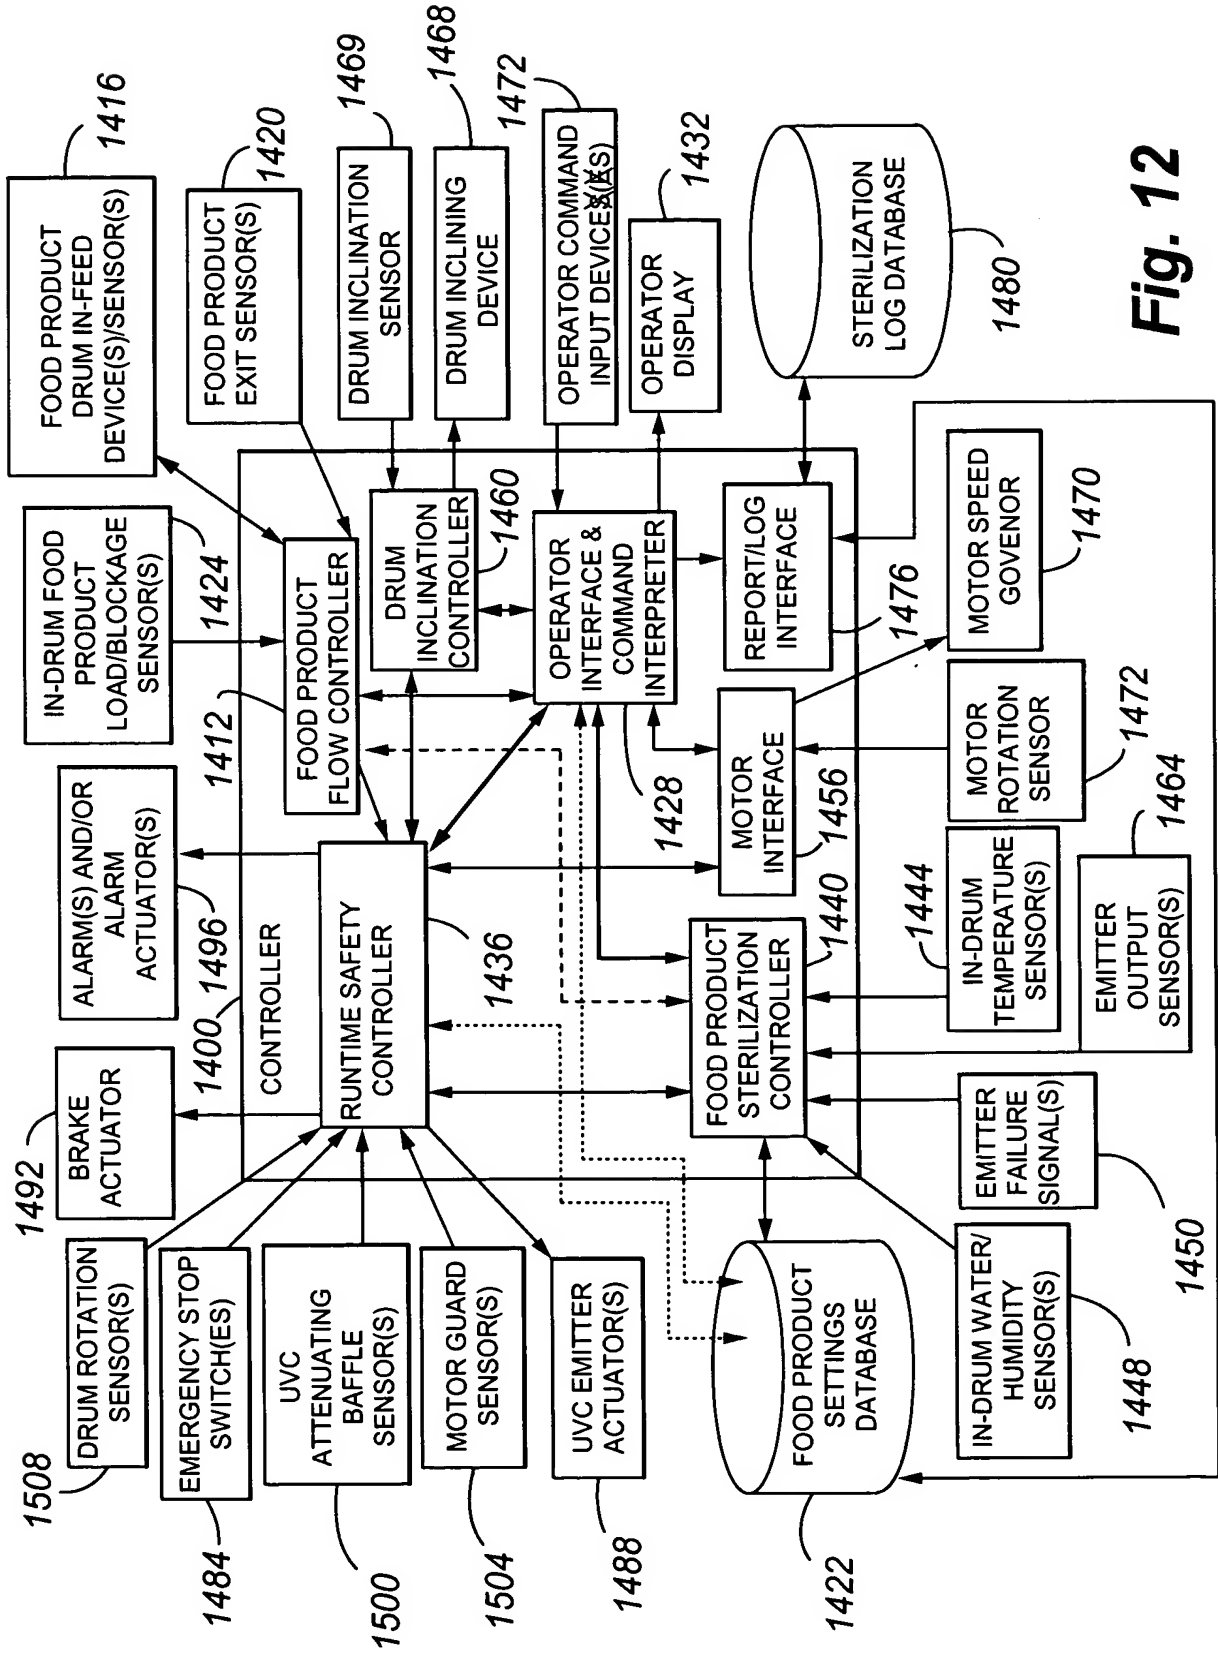 1492
BRAKE
ACTUATOR
1508
DRUM ROTATION
SENSOR(S)
1484
EMERGENCY STOP
SWITCH(ES)
1500
UVC
ATTENUATING
BAFFLE
SENSOR(S)
1504
MOTOR GUARD
SENSOR(S)
1488
UVC EMITTER
ACTUATOR(S)
1422
FOOD PRODUCT
SETTINGS
DATABASE
ALARM(S) AND/OR
ALARM
ACTUATOR(S)
1496
1400
CONTROLLER
RUNTIME SAFETY
CONTROLLER
1436
IN-DRUM FOOD
PRODUCT
LOAD/BLOCKAGE
SENSOR(S)
1424
1412
FOOD PRODUCT
FLOW CONTROLLER
FOOD PRODUCT
DRUM IN-FEED
DEVICE(S)/SENSOR(S)
1416
FOOD PRODUCT
EXIT SENSOR(S)
1420
DRUM INCLINATION
SENSOR
1469
DRUM INCLINING
DEVICE
1468
DRUM
INCLINATION
CONTROLLER
1460
OPERATOR COMMAND
INPUT DEVICE(S)
1472
OPERATOR
DISPLAY
1432
OPERATOR
INTERFACE &
COMMAND
INTERPRETER
1428
STERILIZATION
LOG DATABASE
1480
REPORT/LOG
INTERFACE
1476
MOTOR
INTERFACE
1456
FOOD PRODUCT
STERILIZATION
CONTROLLER
1440
MOTOR SPEED
GOVENOR
1470
MOTOR
ROTATION
SENSOR
1472
IN-DRUM
TEMPERATURE
SENSOR(S)
1444
EMITTER
OUTPUT
SENSOR(S)
1464
EMITTER
FAILURE
SIGNAL(S)
1450
IN-DRUM WATER/
HUMIDITY
SENSOR(S)
1448
Fig. 12